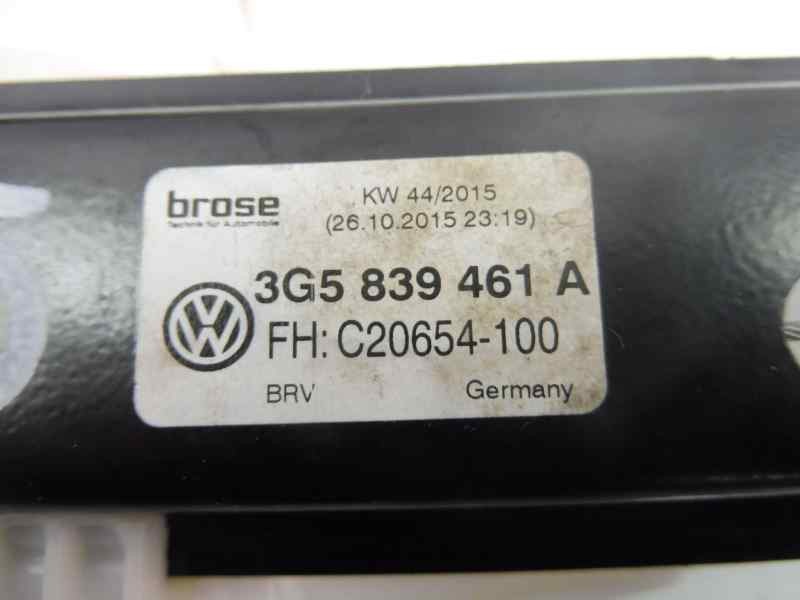 brose
Technik für Automobile
KW 44/2015
(26.10.2015 23:19)
3G5 839 461 A
FH: C20654-100
BRV Germany